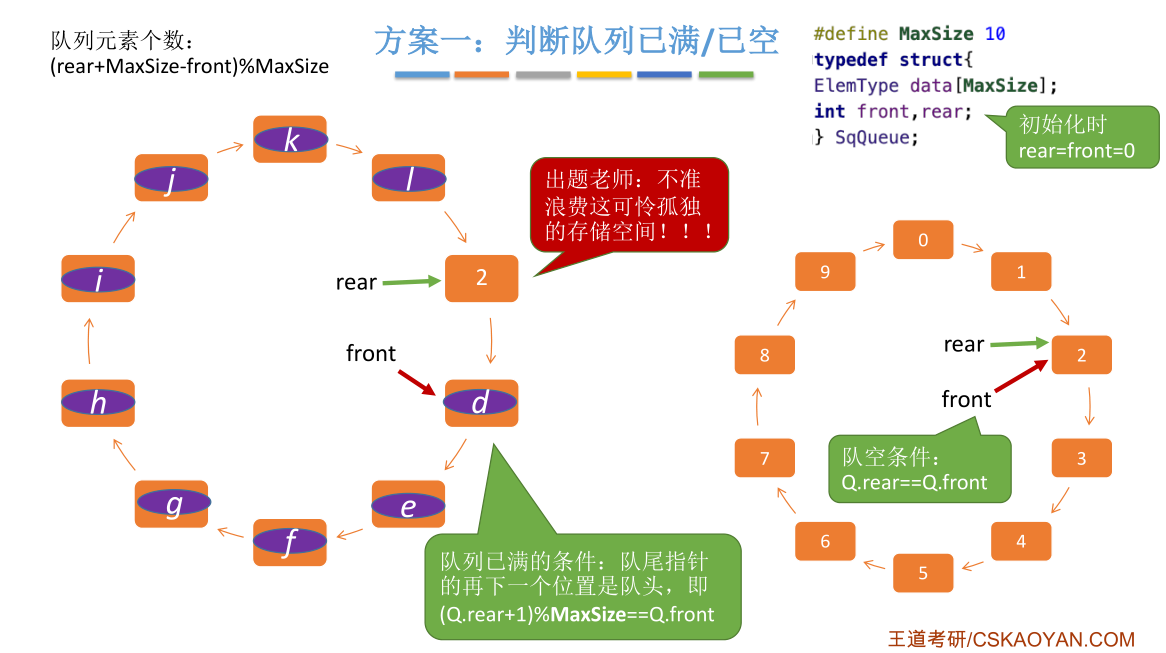 队列元素个数：
(rear+MaxSize-front)%MaxSize
方案一：判断队列已满/已空
#define MaxSize 10
typedef struct{
ElemType data[MaxSize];
int front,rear;
} SqQueue;
初始化时
rear=front=0
k
j
l
出题老师：不准
浪费这可怜孤独
的存储空间！！！
i
rear
2
front
h
d
g
e
f
队列已满的条件：队尾指针
的再下一个位置是队头，即
(Q.rear+1)%MaxSize==Q.front
0
9
1
rear
8
2
front
队空条件：
Q.rear==Q.front
7
3
6
4
5
王道考研/CSKAOYAN.COM